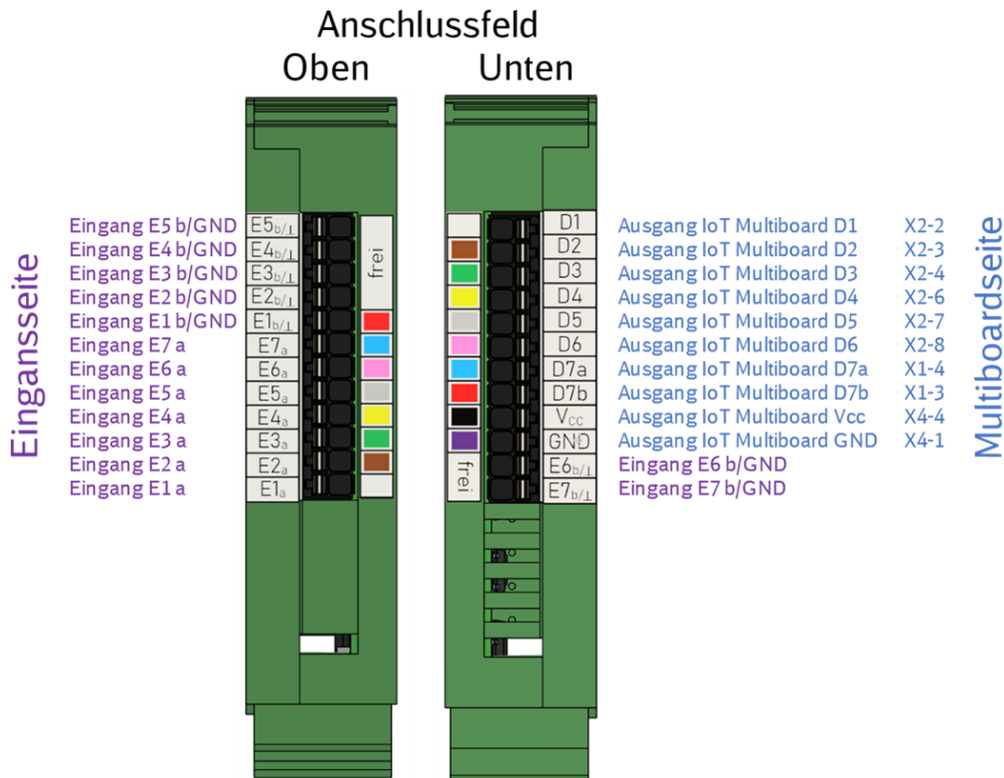 Anschlussfeld
Oben Unten
Eingansseite
Eingang E5 b/GND E5b/⊥
Eingang E4 b/GND E4b/⊥
Eingang E3 b/GND E3b/⊥
Eingang E2 b/GND E2b/⊥
Eingang E1 b/GND E1b/⊥
Eingang E7 a E7a
Eingang E6 a E6a
Eingang E5 a E5a
Eingang E4 a E4a
Eingang E3 a E3a
Eingang E2 a E2a
Eingang E1 a E1a
frei
D1 Ausgang IoT Multiboard D1 X2-2
D2 Ausgang IoT Multiboard D2 X2-3
D3 Ausgang IoT Multiboard D3 X2-4
D4 Ausgang IoT Multiboard D4 X2-6
D5 Ausgang IoT Multiboard D5 X2-7
D6 Ausgang IoT Multiboard D6 X2-8
D7a Ausgang IoT Multiboard D7a X1-4
D7b Ausgang IoT Multiboard D7b X1-3
Vcc Ausgang IoT Multiboard Vcc X4-4
GND Ausgang IoT Multiboard GND X4-1
E6b/⊥ Eingang E6 b/GND
E7b/⊥ Eingang E7 b/GND
frei
Multiboardseite